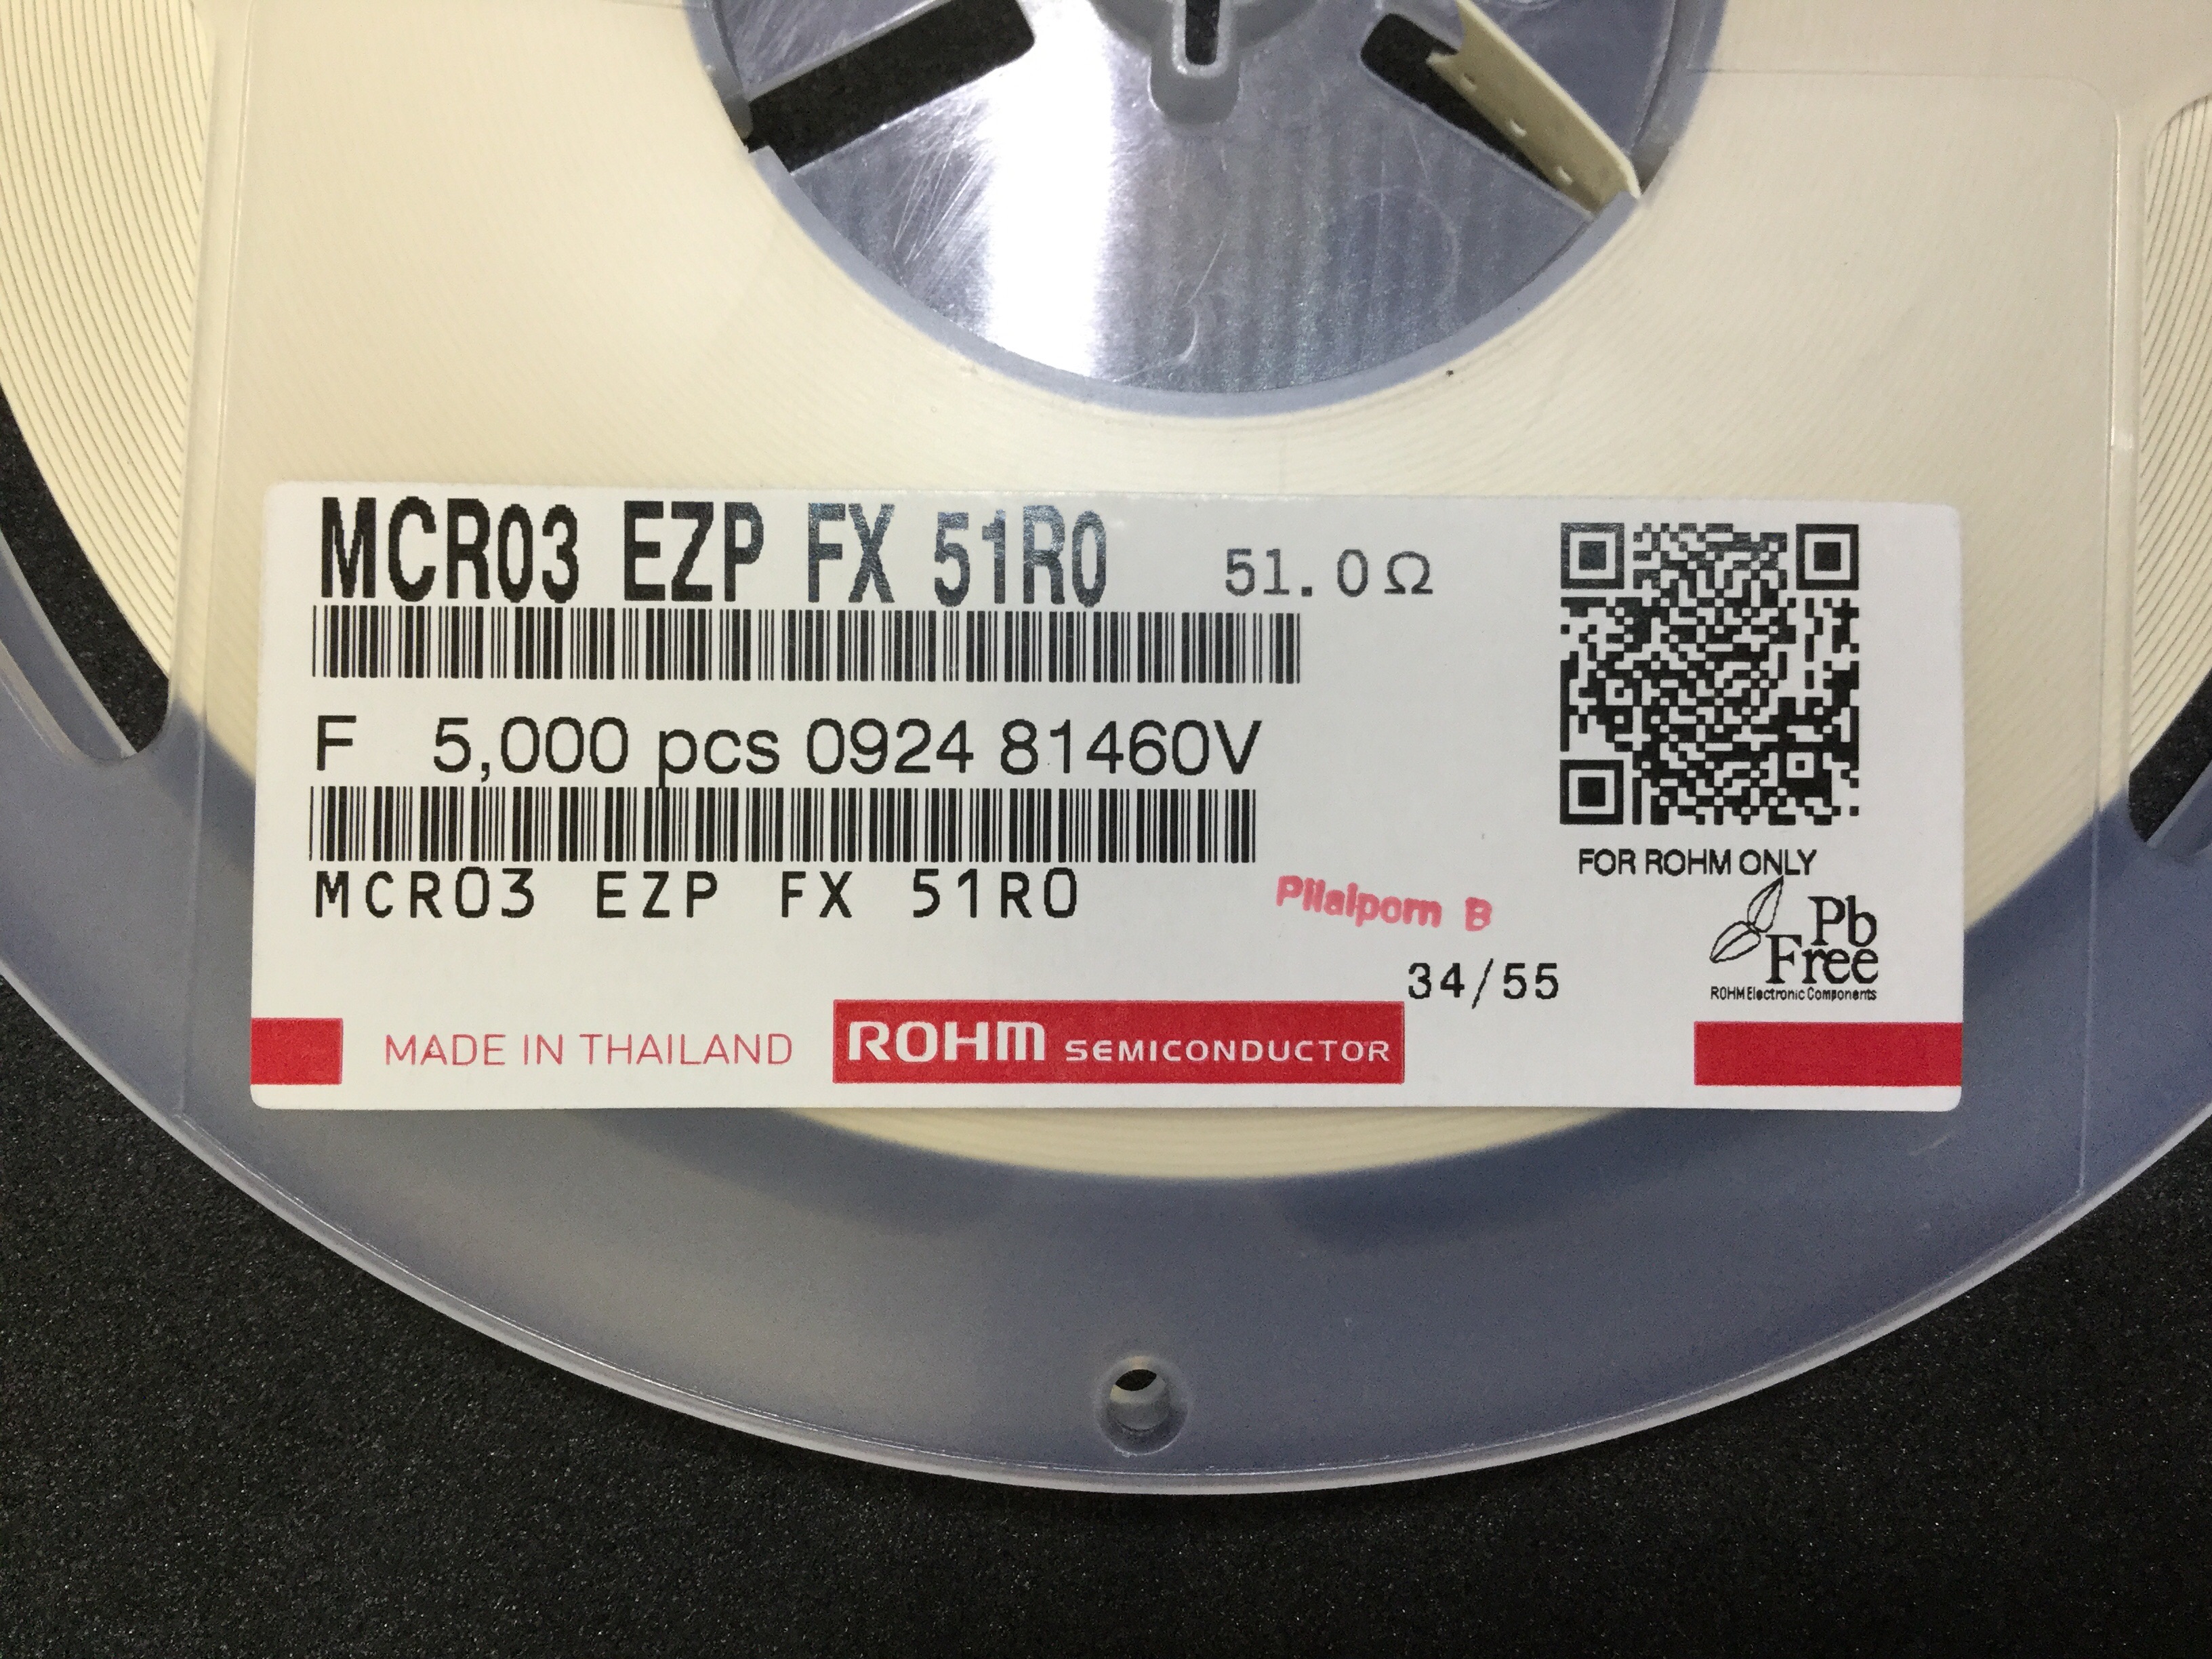 MCR03 EZP FX 51R0 51.0Ω
F 5,000 pcs 0924 81460V
MCR03 EZP FX 51R0
FOR ROHM ONLY
Pilaiporn B
Pb
Free
ROHM Electronic Components
34/55
MADE IN THAILAND
ROHM SEMICONDUCTOR